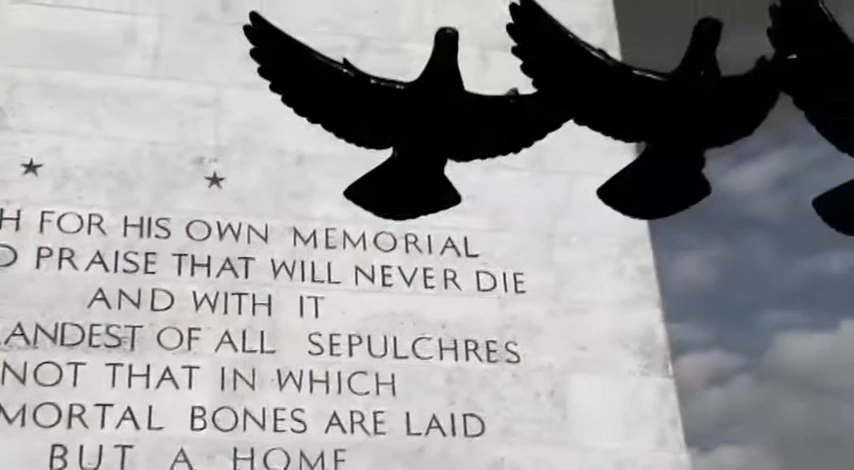 FOR HIS OWN MEMORIAL
PRAISE THAT WILL NEVER DIE
AND WITH IT
OF ALL SEPULCHRES
NOT THAT IN WHICH
MORTAL BONES ARE LAID
BUT A HOME